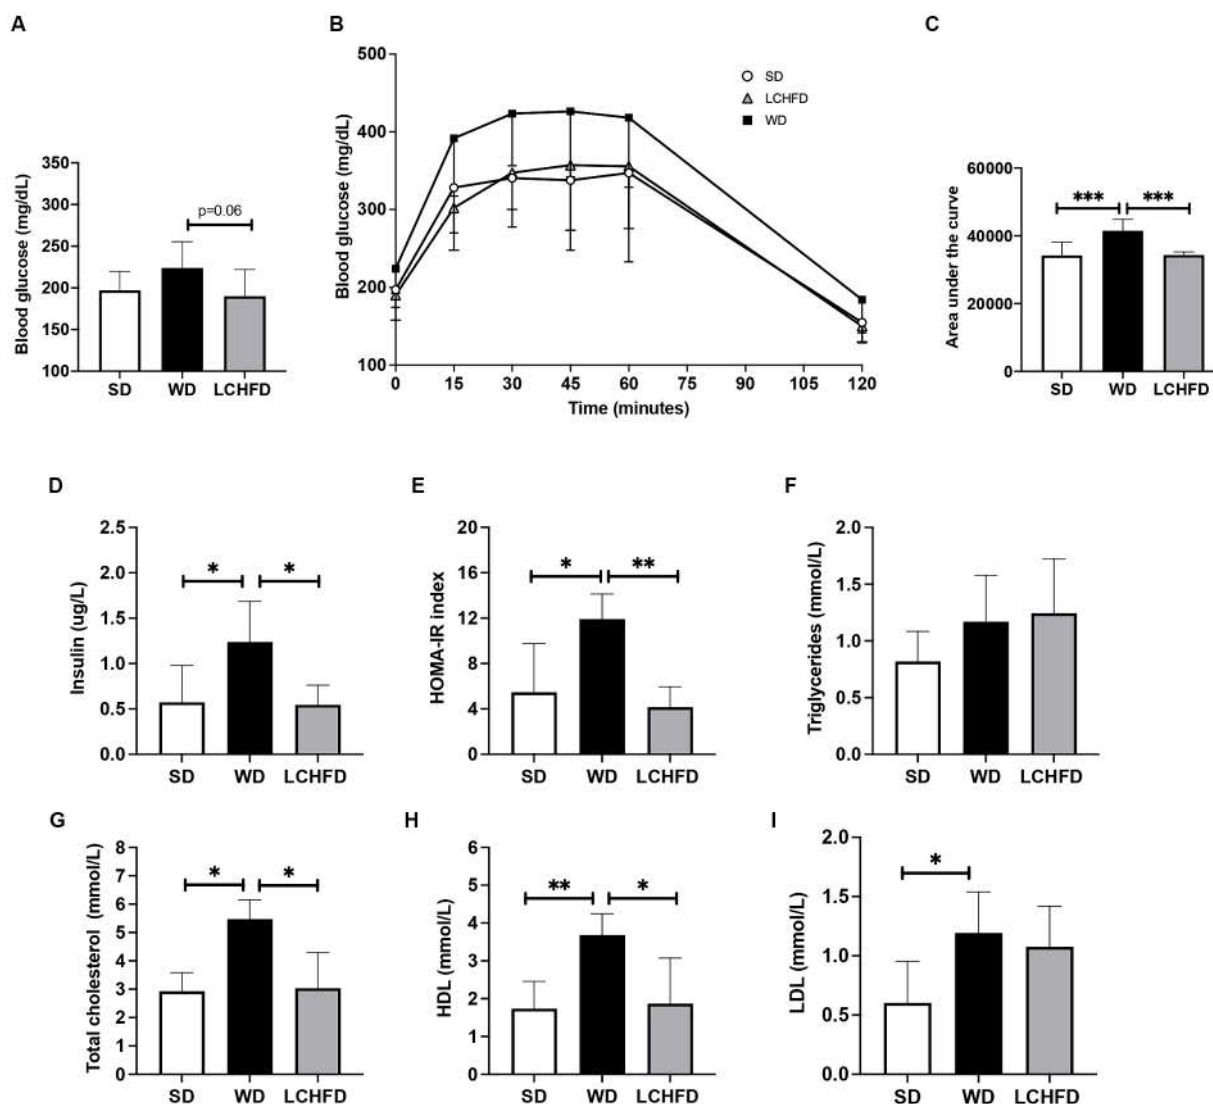 A
Blood glucose (mg/dL)
350
300
250
200
150
100
p=0.06
SD WD LCHFD
B
Blood glucose (mg/dL)
500
400
300
200
100
SD
LCHFD
WD
0 15 30 45 60 75 90 105 120
Time (minutes)
C
Area under the curve
60000
40000
20000
0
*** ***
SD WD LCHFD
D
Insulin (ug/L)
2.5
2.0
1.5
1.0
0.5
0.0
* *
SD WD LCHFD
E
HOMA-IR index
20
16
12
8
4
0
* **
SD WD LCHFD
F
Triglycerides (mmol/L)
2.0
1.5
1.0
0.5
0.0
SD WD LCHFD
G
Total cholesterol (mmol/L)
8
7
6
5
4
3
2
1
0
* *
SD WD LCHFD
H
HDL (mmol/L)
6
5
4
3
2
1
0
** *
SD WD LCHFD
I
LDL (mmol/L)
2.0
1.5
1.0
0.5
0.0
*
SD WD LCHFD